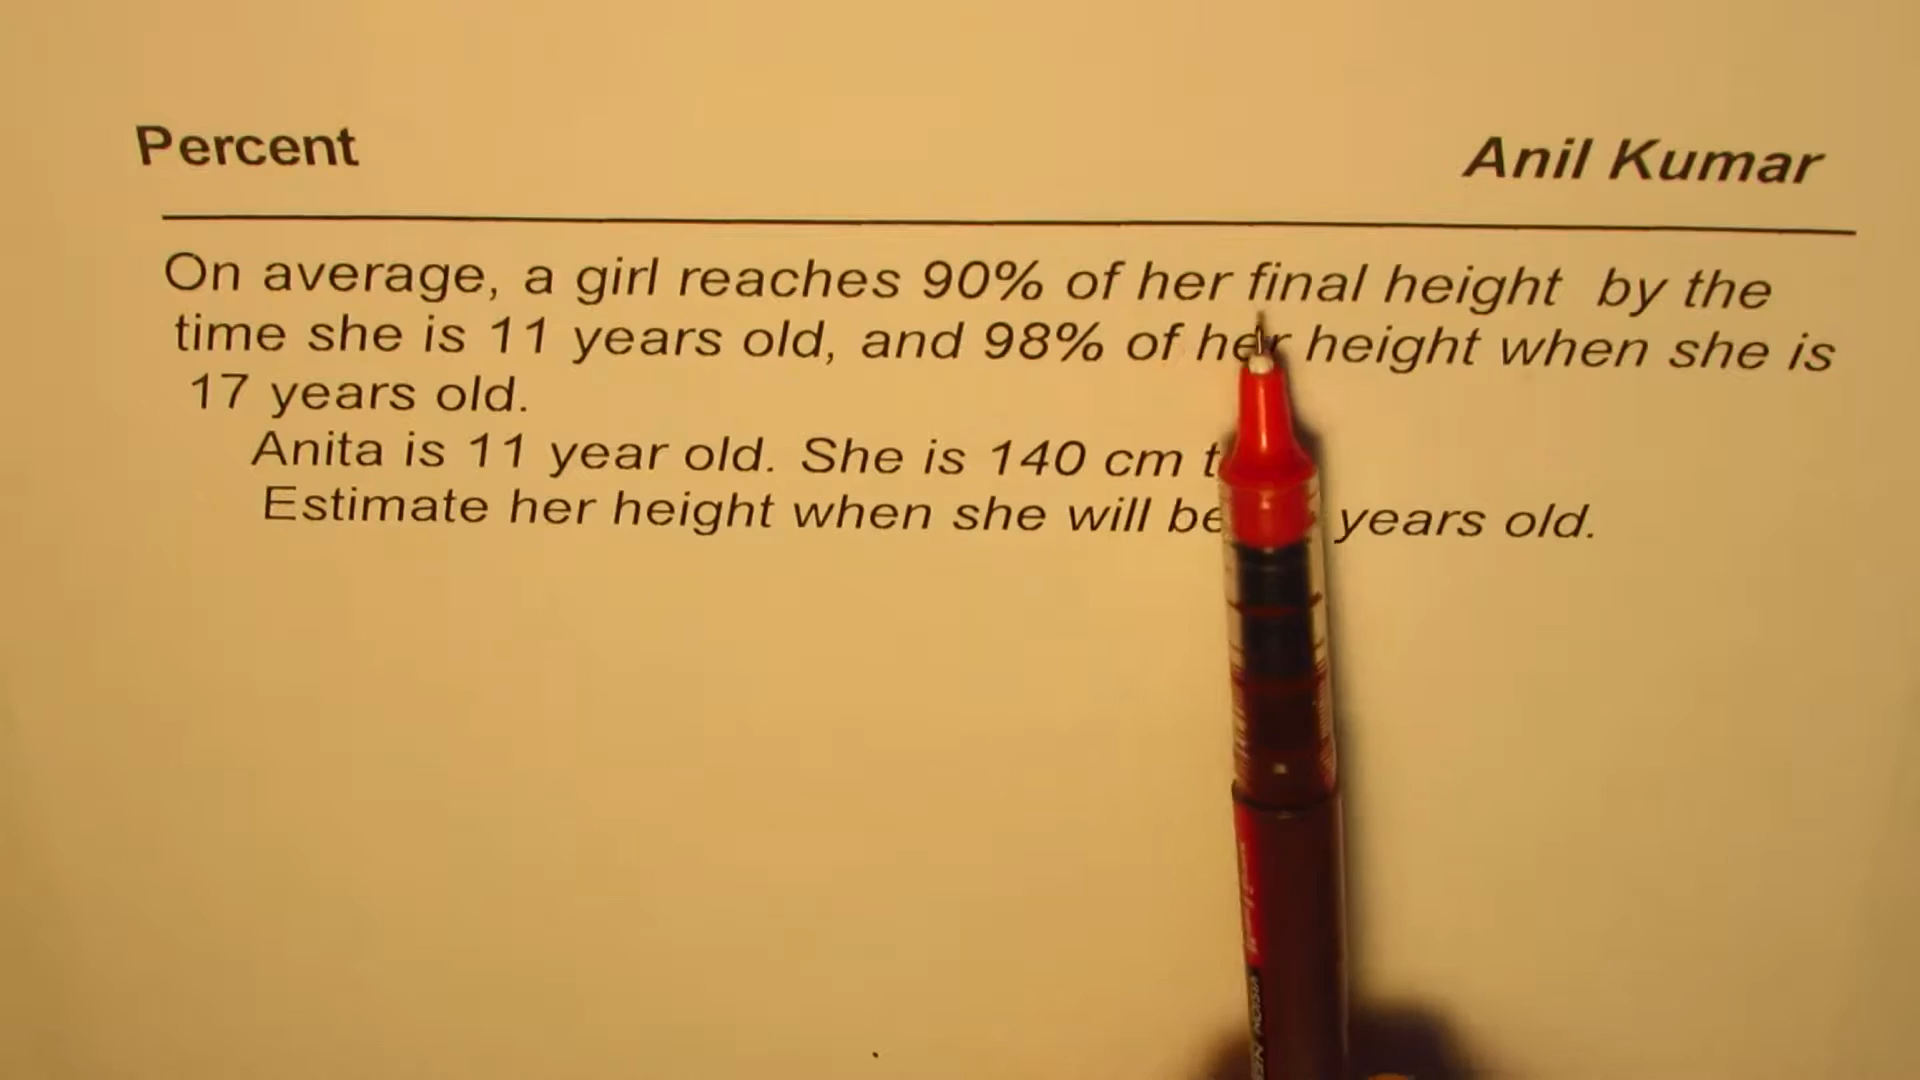 Percent
Anil Kumar
On average, a girl reaches 90% of her final height by the
time she is 11 years old, and 98% of her height when she is
17 years old.
Anita is 11 year old. She is 140 cm t
Estimate her height when she will be years old.